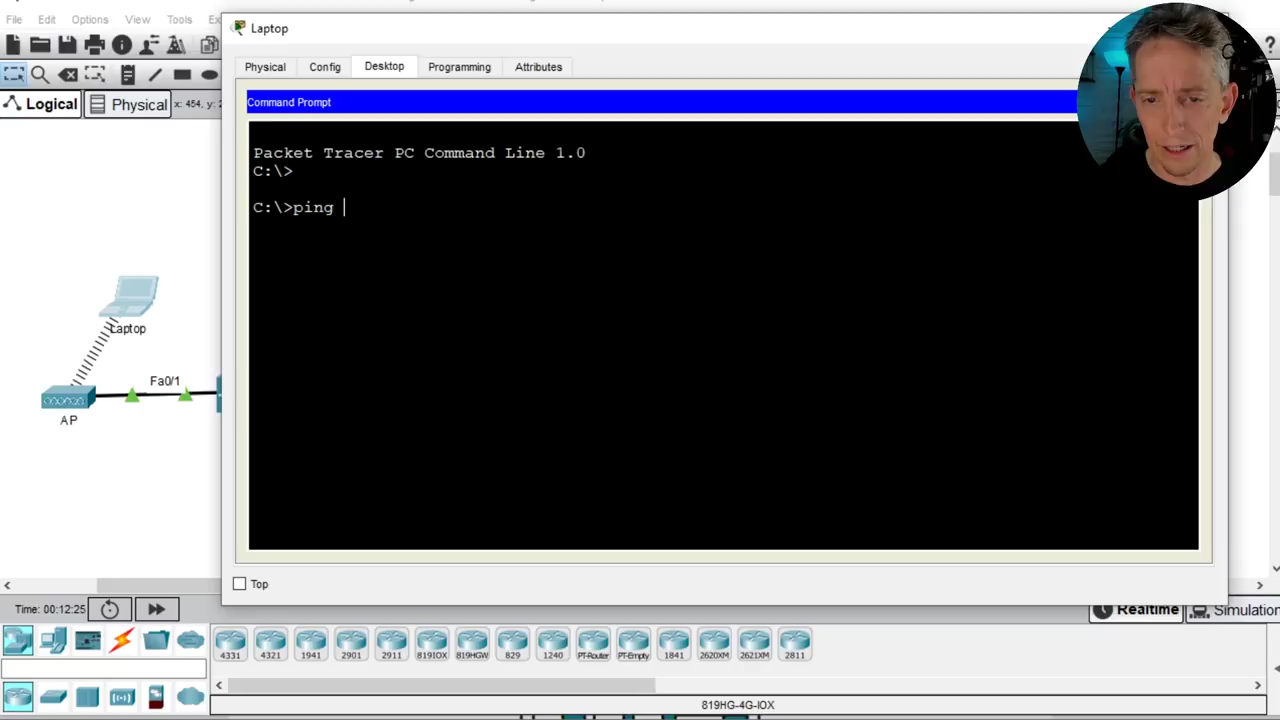 Laptop
File Edit Options View Tools
Physical Config Desktop Programming Attributes
Logical Physical x: 454, y:
Command Prompt
Packet Tracer PC Command Line 1.0
C:\>
C:\>ping
Laptop
Fa0/1
AP
Top
Time: 00:12:25
Realtime Simulation
4331 4321 1941 2901 2911 819IOX 819HGW 829 1240 PT-Router PT-Empty 1841 2620XM 2621XM 2811
819HG-4G-IOX